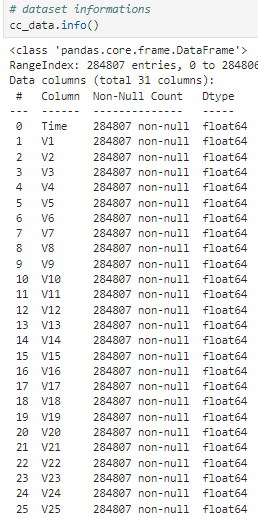 # dataset informations
cc_data.info()
<class 'pandas.core.frame.DataFrame'>
RangeIndex: 284807 entries, 0 to 284806
Data columns (total 31 columns):
 #   Column  Non-Null Count   Dtype
---  ------  --------------   -----
 0   Time    284807 non-null  float64
 1   V1      284807 non-null  float64
 2   V2      284807 non-null  float64
 3   V3      284807 non-null  float64
 4   V4      284807 non-null  float64
 5   V5      284807 non-null  float64
 6   V6      284807 non-null  float64
 7   V7      284807 non-null  float64
 8   V8      284807 non-null  float64
 9   V9      284807 non-null  float64
 10  V10     284807 non-null  float64
 11  V11     284807 non-null  float64
 12  V12     284807 non-null  float64
 13  V13     284807 non-null  float64
 14  V14     284807 non-null  float64
 15  V15     284807 non-null  float64
 16  V16     284807 non-null  float64
 17  V17     284807 non-null  float64
 18  V18     284807 non-null  float64
 19  V19     284807 non-null  float64
 20  V20     284807 non-null  float64
 21  V21     284807 non-null  float64
 22  V22     284807 non-null  float64
 23  V23     284807 non-null  float64
 24  V24     284807 non-null  float64
 25  V25     284807 non-null  float64